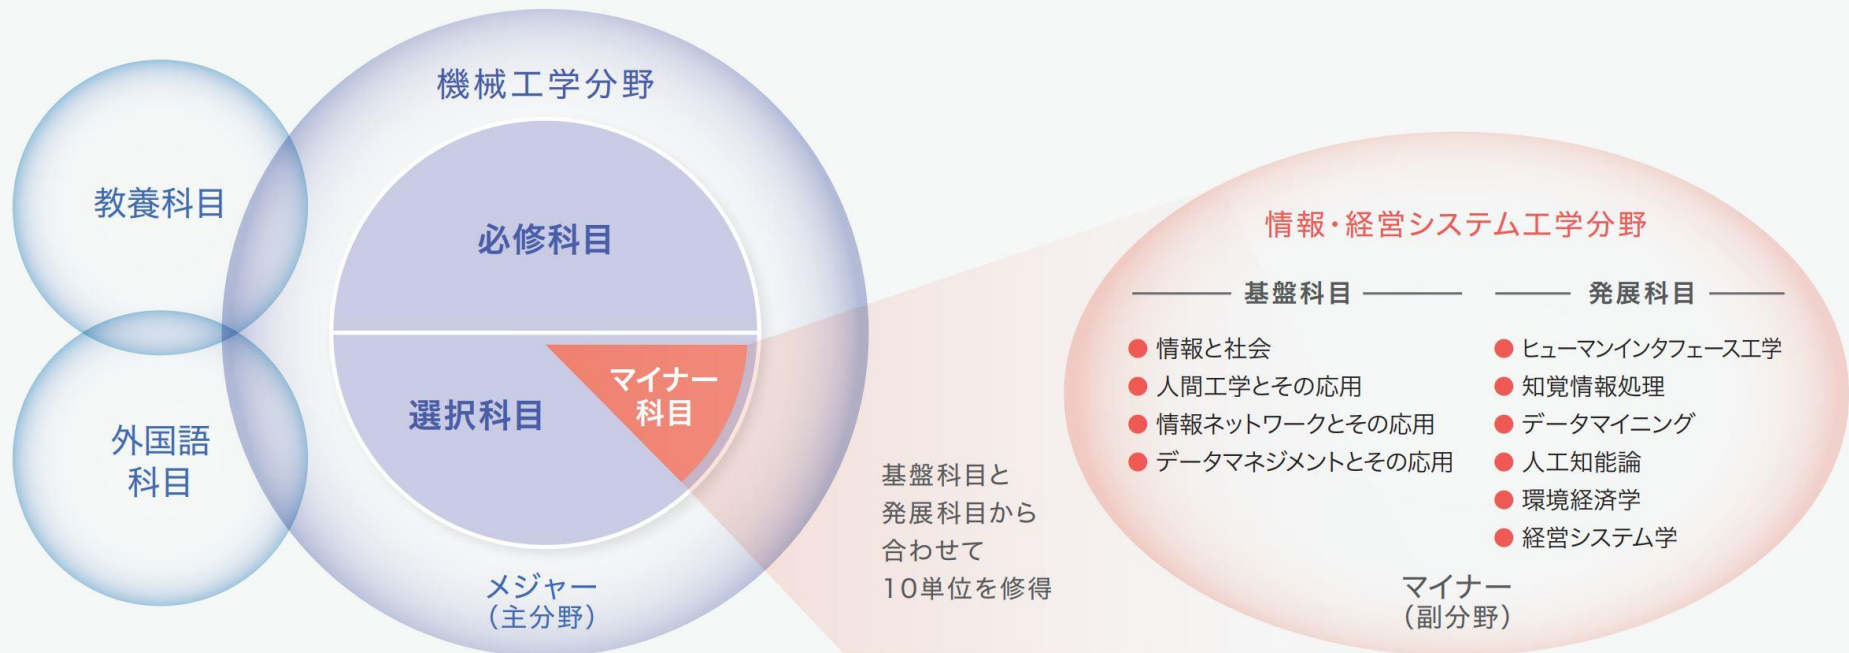 機械工学分野
教養科目
必修科目
選択科目
マイナー
科目
外国語
科目
メジャー
（主分野）
基盤科目と
発展科目から
合わせて
10単位を修得
情報・経営システム工学分野
基盤科目
情報と社会
人間工学とその応用
情報ネットワークとその応用
データマネジメントとその応用
発展科目
ヒューマンインタフェース工学
知覚情報処理
データマイニング
人工知能論
環境経済学
経営システム学
マイナー
（副分野）